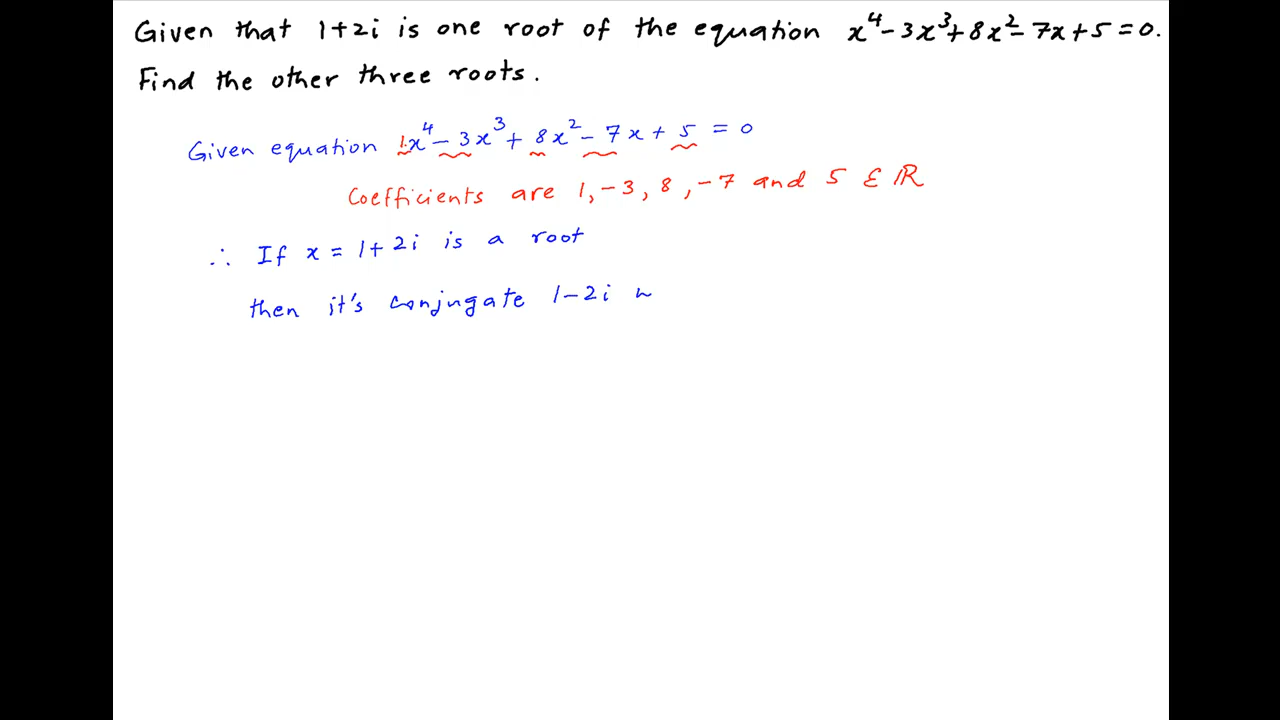 Given that 1+2i is one root of the equation x⁴-3x³+8x²-7x+5=0.
Find the other three roots.
Given equation 1.x⁴-3x³+8x²-7x+5=0
Coefficients are 1,-3,8,-7 and 5 ∈ ℝ
∴ If x = 1+2i is a root
then it's conjugate 1-2i